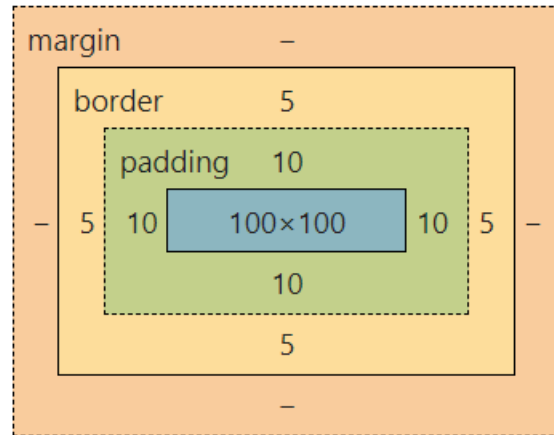 margin –
border 5
padding 10
– 5 10 100×100 10 5 –
10
5
–